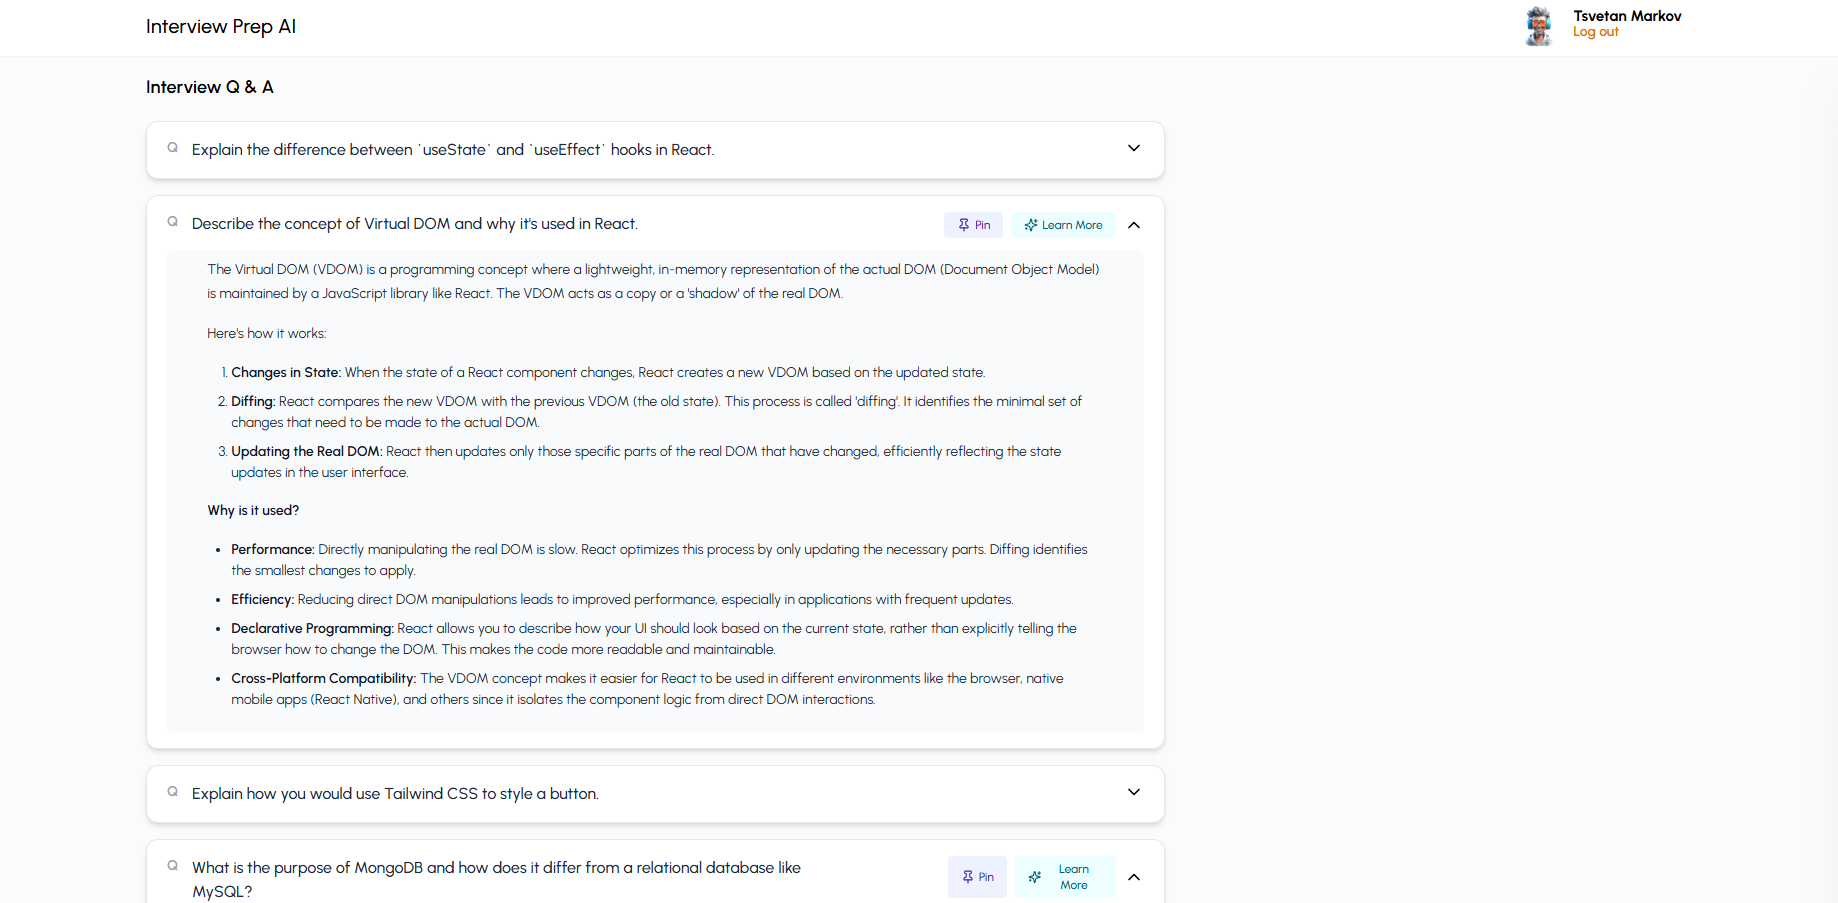 Interview Prep AI
Tsvetan Markov
Log out
Interview Q & A
Q Explain the difference between `useState` and `useEffect` hooks in React.
Q Describe the concept of Virtual DOM and why it's used in React.
Pin
Learn More
The Virtual DOM (VDOM) is a programming concept where a lightweight, in-memory representation of the actual DOM (Document Object Model)
is maintained by a JavaScript library like React. The VDOM acts as a copy or a 'shadow' of the real DOM.
Here's how it works:
1. Changes in State: When the state of a React component changes, React creates a new VDOM based on the updated state.
2. Diffing: React compares the new VDOM with the previous VDOM (the old state). This process is called 'diffing'. It identifies the minimal set of
changes that need to be made to the actual DOM.
3. Updating the Real DOM: React then updates only those specific parts of the real DOM that have changed, efficiently reflecting the state
updates in the user interface.
Why is it used?
• Performance: Directly manipulating the real DOM is slow. React optimizes this process by only updating the necessary parts. Diffing identifies
the smallest changes to apply.
• Efficiency: Reducing direct DOM manipulations leads to improved performance, especially in applications with frequent updates.
• Declarative Programming: React allows you to describe how your UI should look based on the current state, rather than explicitly telling the
browser how to change the DOM. This makes the code more readable and maintainable.
• Cross-Platform Compatibility: The VDOM concept makes it easier for React to be used in different environments like the browser, native
mobile apps (React Native), and others since it isolates the component logic from direct DOM interactions.
Q Explain how you would use Tailwind CSS to style a button.
Q What is the purpose of MongoDB and how does it differ from a relational database like
MySQL?
Pin
Learn
More